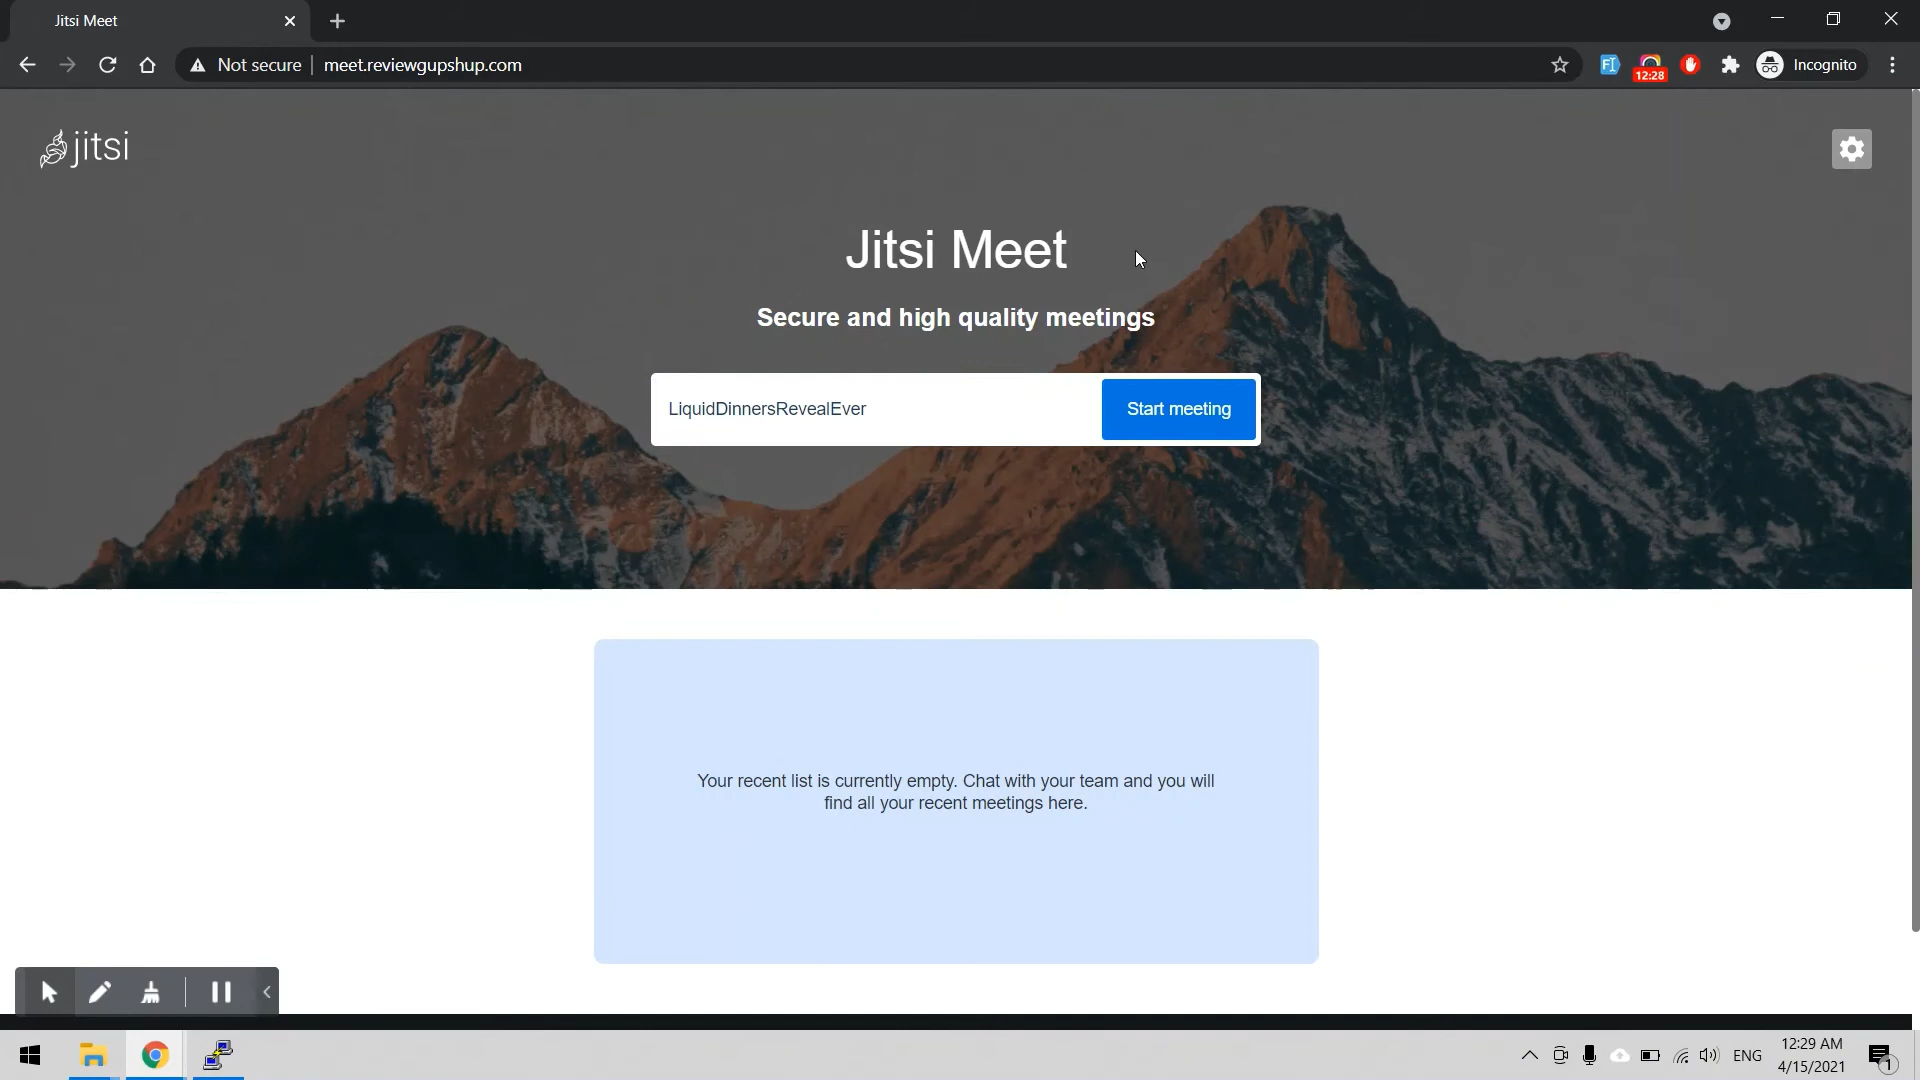 Jitsi Meet
Not secure
meet.reviewgupshup.com
FI
12:28
Incognito
jitsi
Jitsi Meet
Secure and high quality meetings
LiquidDinnersRevealEver
Start meeting
Your recent list is currently empty. Chat with your team and you will
find all your recent meetings here.
ENG
12:29 AM
4/15/2021
1